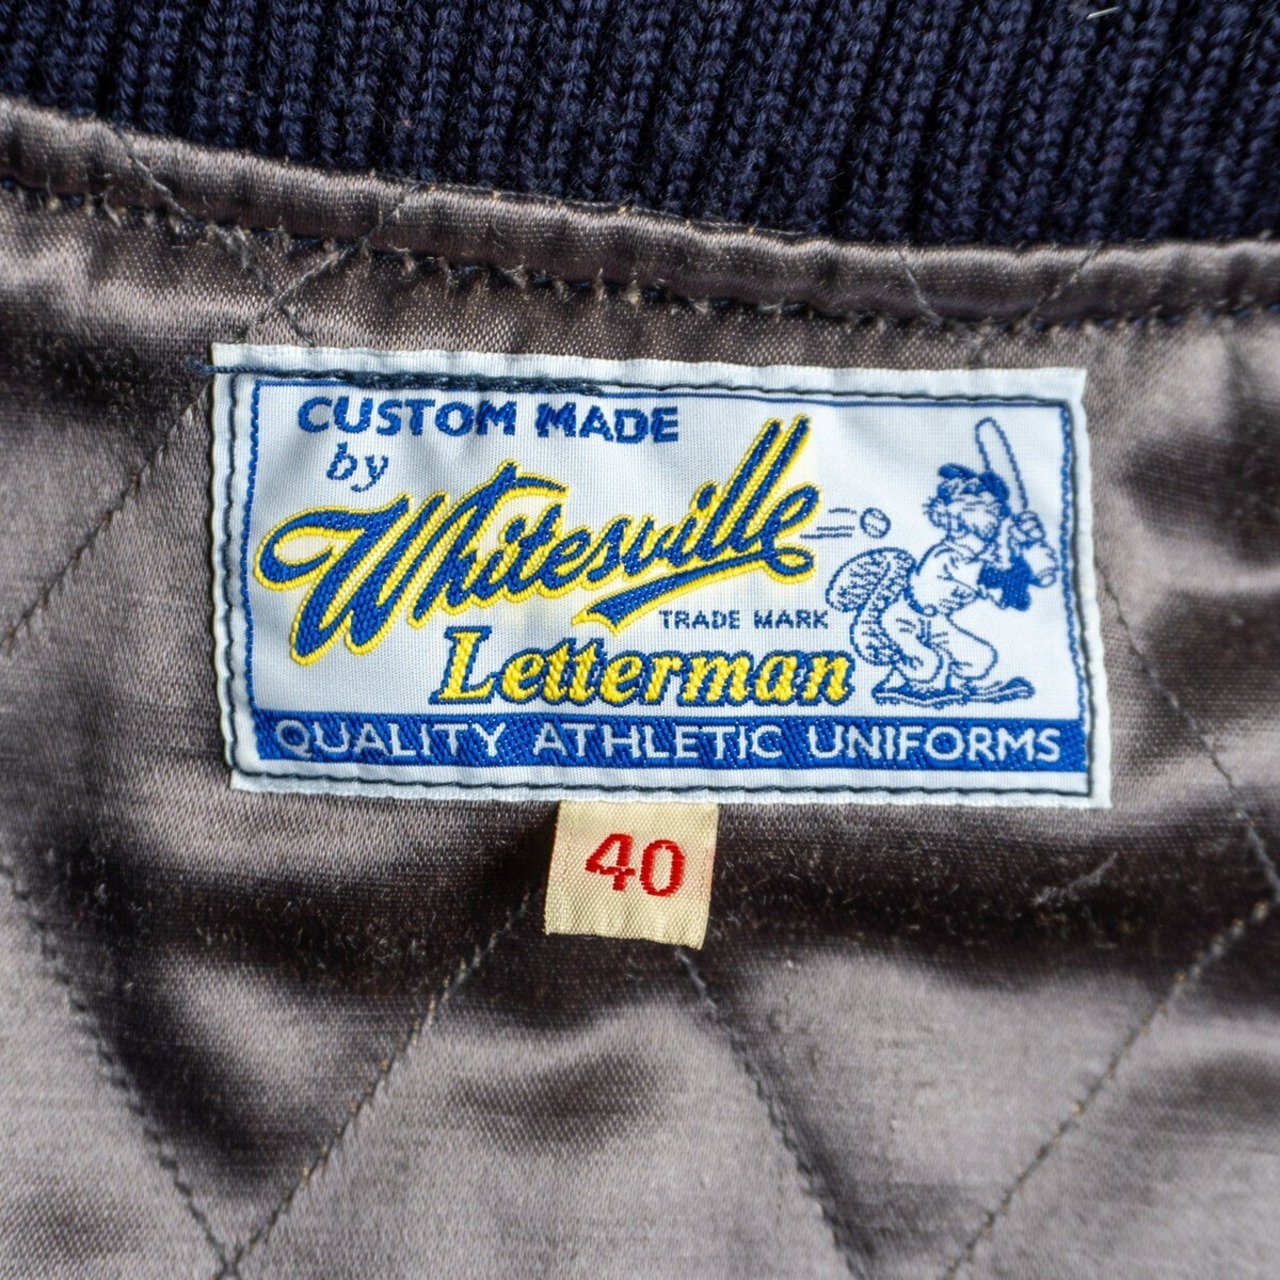 CUSTOM MADE
by
Whitesville
TRADE MARK
Letterman
QUALITY ATHLETIC UNIFORMS
40